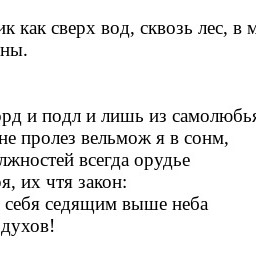 ик как сверх вод, сквозь лес, в м
ны.
рд и подл и лишь из самолюбья
не пролез вельмож я в сонм,
лжностей всегда орудье
я, их чтя закон:
себя седящим выше неба
духов!